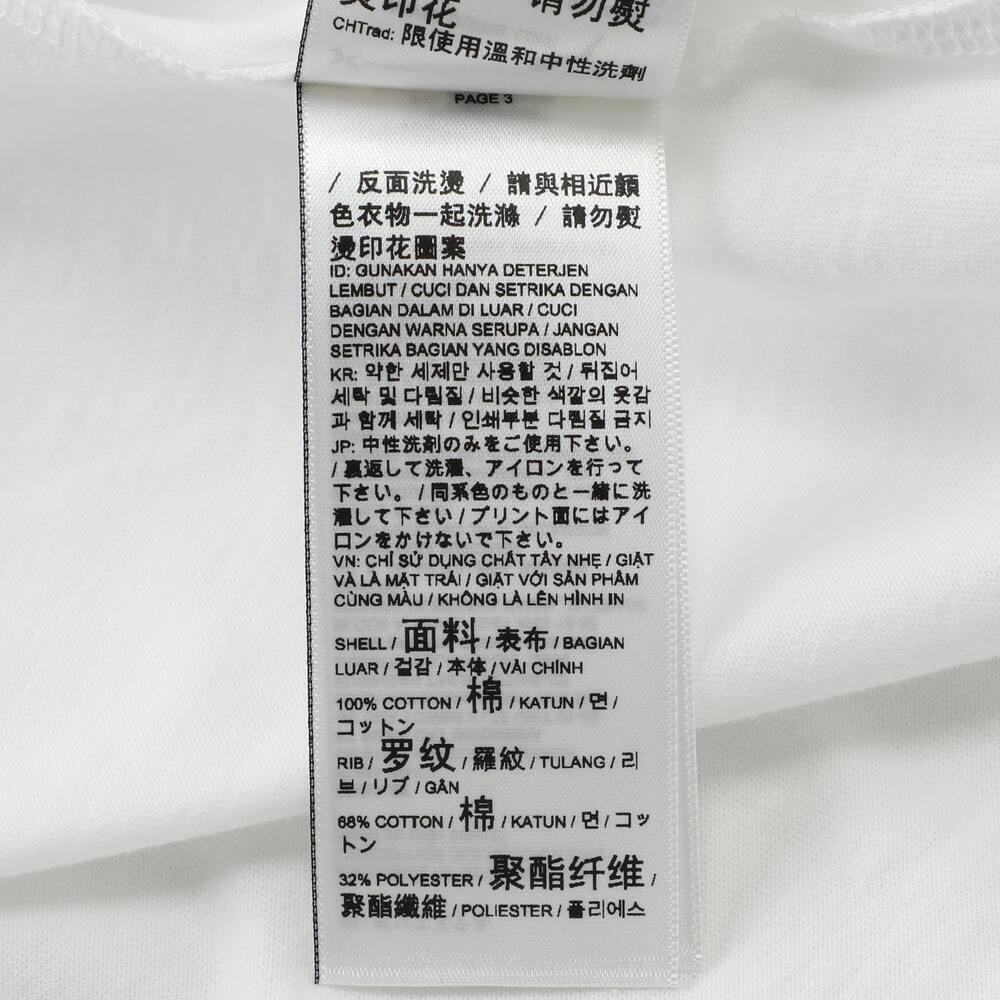 烫印花 请勿熨
CHTrad: 限使用溫和中性洗劑
PAGE 3
/ 反面洗燙 / 請與相近顏
色衣物一起洗滌 / 請勿熨
燙印花圖案
ID: GUNAKAN HANYA DETERJEN
LEMBUT / CUCI DAN SETRIKA DENGAN
BAGIAN DALAM DI LUAR / CUCI
DENGAN WARNA SERUPA / JANGAN
SETRIKA BAGIAN YANG DISABLON
KR: 약한 세제만 사용할 것 / 뒤집어
세탁 및 다림질 / 비슷한 색깔의 옷감
과 함께 세탁 / 인쇄부분 다림질 금지
JP: 中性洗剤のみをご使用下さい。
/ 裏返して洗濯、アイロンを行って
下さい。 / 同系色のものと一緒に洗
濯して下さい / プリント面にはアイ
ロンをかけないで下さい。
VN: CHỈ SỬ DỤNG CHẤT TẨY NHẸ / GIẶT
VÀ LÀ MẶT TRÁI / GIẶT VỚI SẢN PHẨM
CÙNG MÀU / KHÔNG LÀ LÊN HÌNH IN
SHELL / 面料 / 表布 / BAGIAN
LUAR / 겉감 / 本体 / VẢI CHÍNH
100% COTTON / 棉 / KATUN / 면 /
コットン
RIB / 罗纹 / 羅紋 / TULANG / 리
브 / リブ / GÂN
68% COTTON / 棉 / KATUN / 면 / コッ
トン
32% POLYESTER / 聚酯纤维 /
聚酯纖維 / POLIESTER / 폴리에스